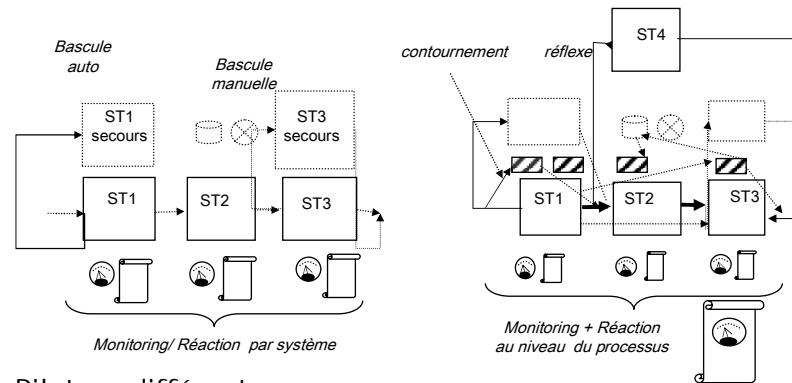 Bascule
auto
Bascule
manuelle
ST1
secours
ST3
secours
ST1
ST2
ST3
Monitoring/ Réaction par système
contournement
réflexe
ST4
ST1
ST2
ST3
Monitoring + Réaction
au niveau du processus